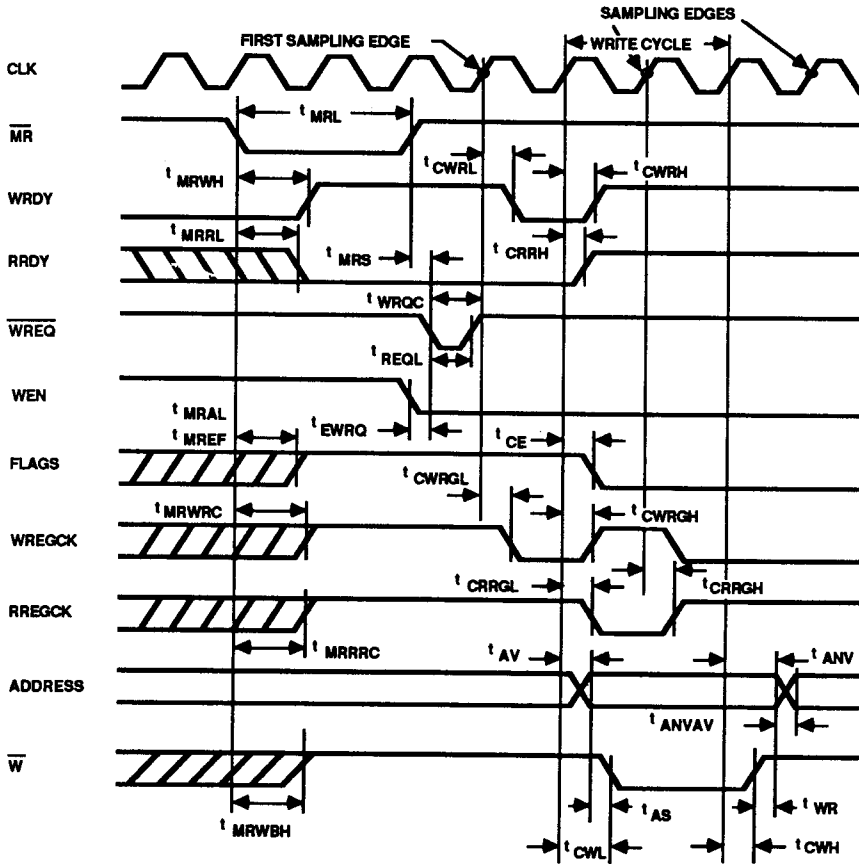 SAMPLING EDGES
FIRST SAMPLING EDGE
WRITE CYCLE
CLK
t MRL
MR
t CWRL
t CWRH
t MRWH
WRDY
t MRRL
t MRS
t CRRH
RRDY
t WRQC
WREQ
t REQL
WEN
t MRAL
t EWRQ
t CE
t MREF
FLAGS
t CWRGL
t MRWRC
t CWRGH
WREGCK
t CRRGL
t CRRGH
RREGCK
t MRRRC
t AV
t ANV
ADDRESS
t ANVAV
W
t AS
t WR
t MRWBH
t CWL
t CWH